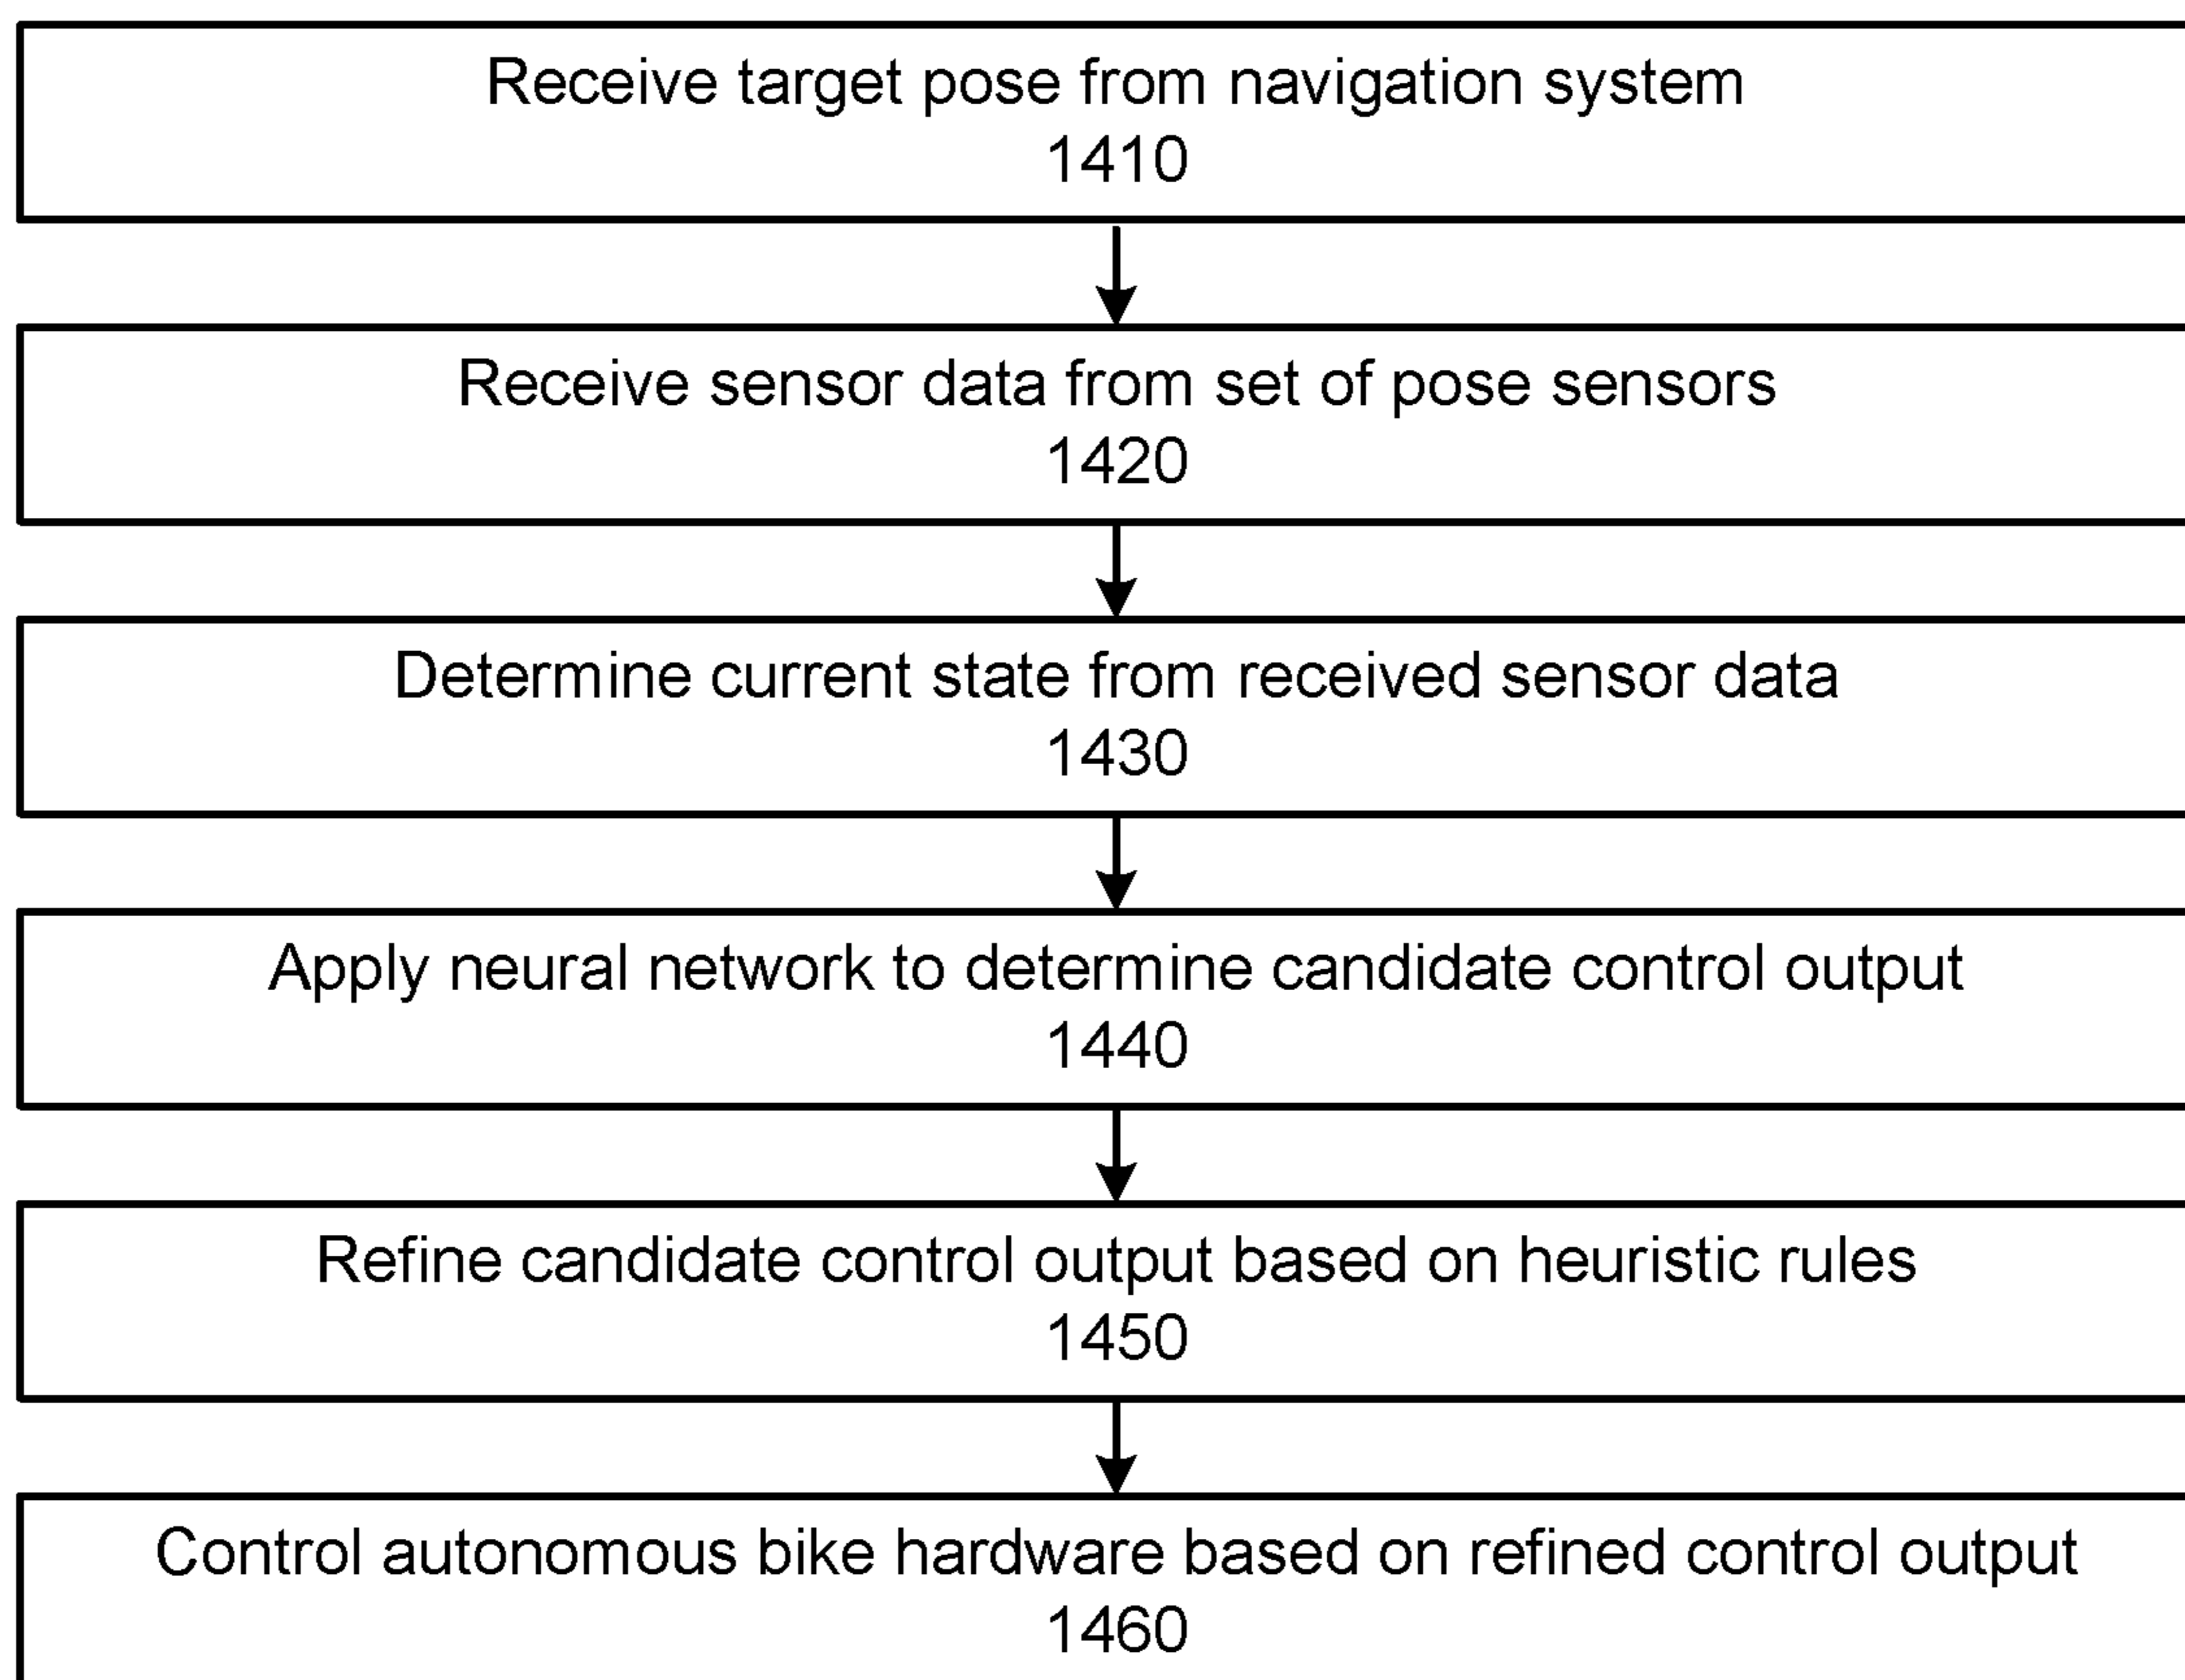 Receive target pose from navigation system
1410
Receive sensor data from set of pose sensors
1420
Determine current state from received sensor data
1430
Apply neural network to determine candidate control output
1440
Refine candidate control output based on heuristic rules
1450
Control autonomous bike hardware based on refined control output
1460